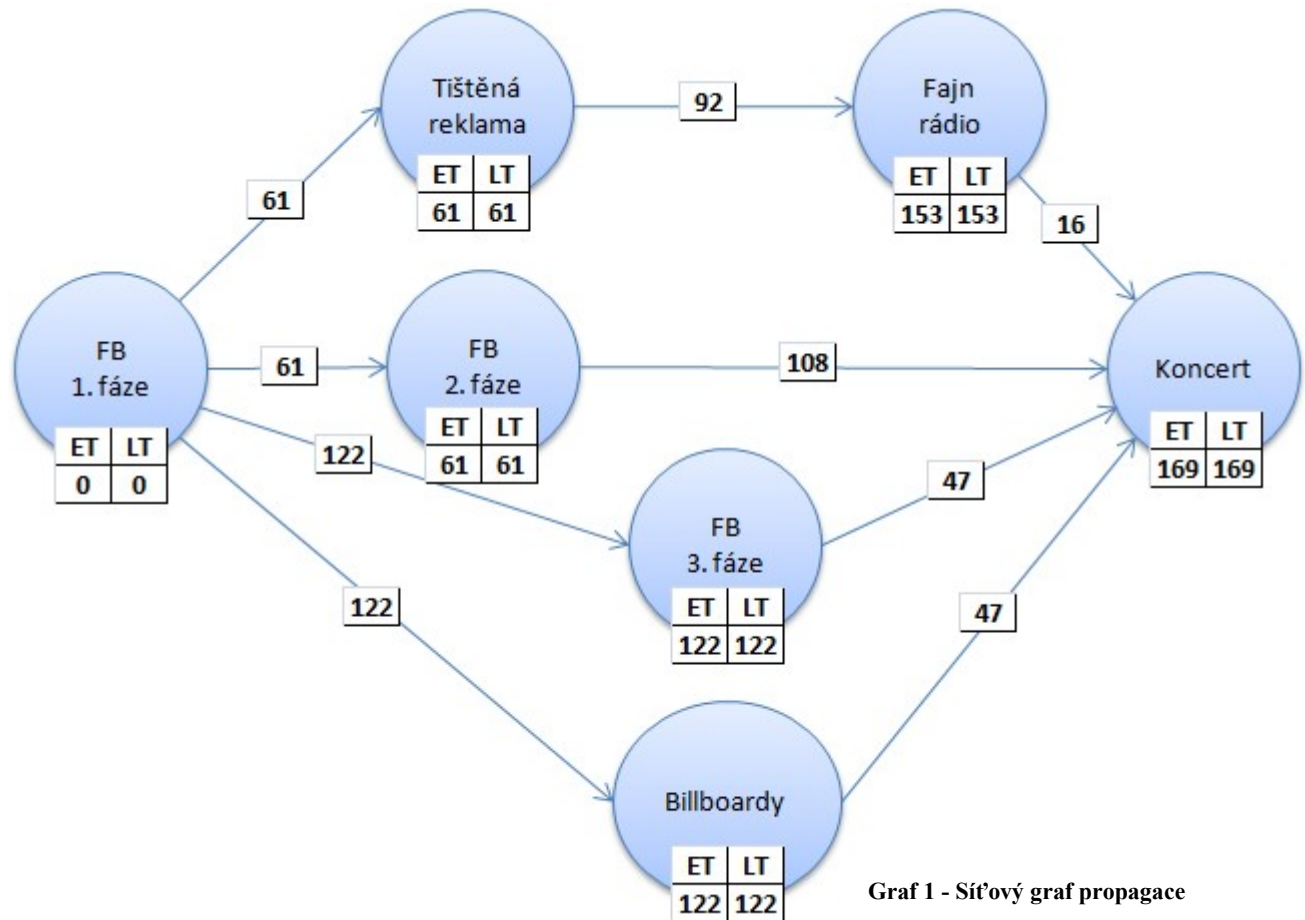 Tištěná
reklama
ET LT
61 61
92
Fajn
rádio
ET LT
153 153
61
16
FB
1. fáze
ET LT
0 0
61
FB
2. fáze
ET LT
61 61
108
Koncert
ET LT
169 169
122
FB
3. fáze
ET LT
122 122
47
122
Billboardy
ET LT
122 122
47
Graf 1 - Síťový graf propagace